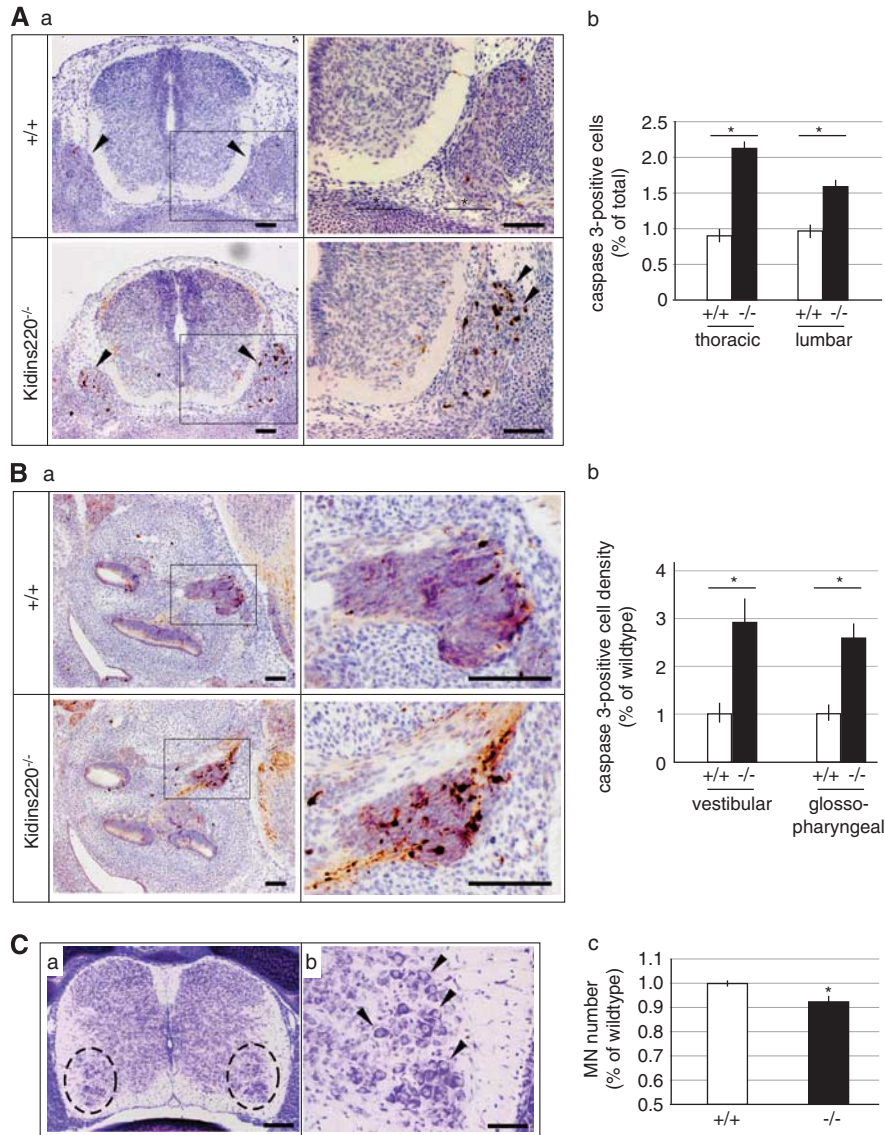 A a
+/+
Kidins220-/-
* *
b
caspase 3-positive cells
(% of total)
2.5
2.0
1.5
1.0
0.5
0
* *
+/+ -/- +/+ -/-
thoracic lumbar
B a
+/+
Kidins220-/-
b
caspase 3-positive cell density
(% of wildtype)
4
3
2
1
0
* *
+/+ -/- +/+ -/-
vestibular glosso-
pharyngeal
C a b
c
MN number
(% of wildtype)
1.1
1.0
0.9
0.8
0.7
0.6
0.5
*
+/+ -/-